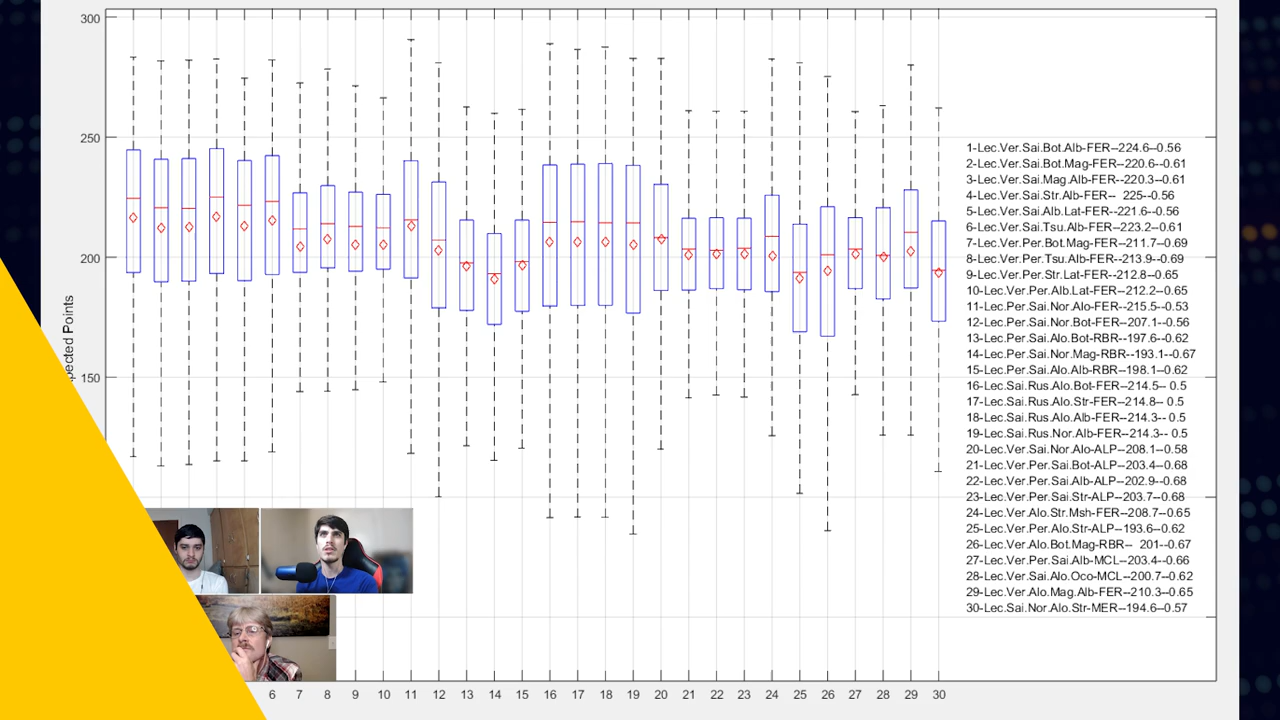 300
250
200
150
pected Points
1-Lec.Ver.Sai.Bot.Alb-FER--224.6--0.56
2-Lec.Ver.Sai.Bot.Mag-FER--220.6--0.61
3-Lec.Ver.Sai.Mag.Alb-FER--220.3--0.61
4-Lec.Ver.Sai.Str.Alb-FER--  225--0.56
5-Lec.Ver.Sai.Alb.Lat-FER--221.6--0.56
6-Lec.Ver.Sai.Tsu.Alb-FER--223.2--0.61
7-Lec.Ver.Per.Bot.Mag-FER--211.7--0.69
8-Lec.Ver.Per.Tsu.Alb-FER--213.9--0.69
9-Lec.Ver.Per.Str.Lat-FER--212.8--0.65
10-Lec.Ver.Per.Alb.Lat-FER--212.2--0.65
11-Lec.Ver.Per.Sai.Nor.Alo-FER--215.5--0.53
12-Lec.Ver.Per.Sai.Nor.Bot-FER--207.1--0.56
13-Lec.Per.Sai.Alo.Bot-RBR--197.6--0.62
14-Lec.Per.Sai.Nor.Mag-RBR--193.1--0.67
15-Lec.Per.Sai.Alo.Alb-RBR--198.1--0.62
16-Lec.Sai.Rus.Alo.Bot-FER--214.5-- 0.5
17-Lec.Sai.Rus.Alo.Str-FER--214.8-- 0.5
18-Lec.Sai.Rus.Alo.Alb-FER--214.3-- 0.5
19-Lec.Sai.Rus.Nor.Alb-FER--214.3-- 0.5
20-Lec.Ver.Sai.Nor.Alo-ALP--208.1--0.58
21-Lec.Ver.Per.Sai.Bot-ALP--203.4--0.68
22-Lec.Ver.Per.Sai.Alb-ALP--202.9--0.68
23-Lec.Ver.Per.Sai.Str-ALP--203.7--0.68
24-Lec.Ver.Alo.Str.Msh-FER--208.7--0.65
25-Lec.Ver.Per.Alo.Str-ALP--193.6--0.62
26-Lec.Ver.Alo.Bot.Mag-RBR--  201--0.67
27-Lec.Ver.Per.Sai.Alb-MCL--203.4--0.66
28-Lec.Ver.Sai.Alo.Oco-MCL--200.7--0.62
29-Lec.Ver.Alo.Mag.Alb-FER--210.3--0.65
30-Lec.Sai.Nor.Alo.Str-MER--194.6--0.57
6 7 8 9 10 11 12 13 14 15 16 17 18 19 20 21 22 23 24 25 26 27 28 29 30